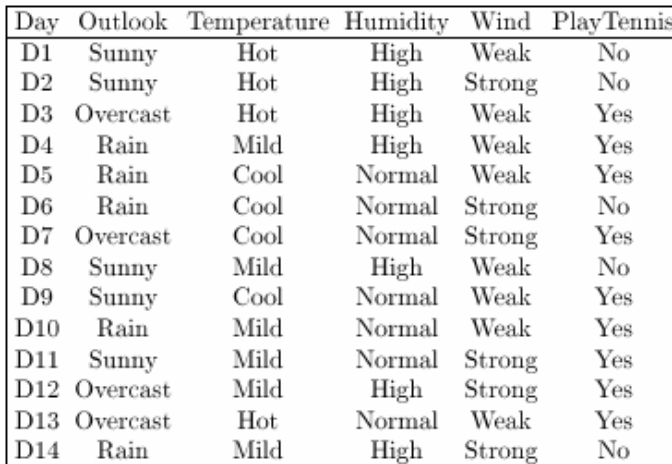 Day Outlook Temperature Humidity Wind PlayTennis
D1 Sunny Hot High Weak No
D2 Sunny Hot High Strong No
D3 Overcast Hot High Weak Yes
D4 Rain Mild High Weak Yes
D5 Rain Cool Normal Weak Yes
D6 Rain Cool Normal Strong No
D7 Overcast Cool Normal Strong Yes
D8 Sunny Mild High Weak No
D9 Sunny Cool Normal Weak Yes
D10 Rain Mild Normal Weak Yes
D11 Sunny Mild Normal Strong Yes
D12 Overcast Mild High Strong Yes
D13 Overcast Hot Normal Weak Yes
D14 Rain Mild High Strong No